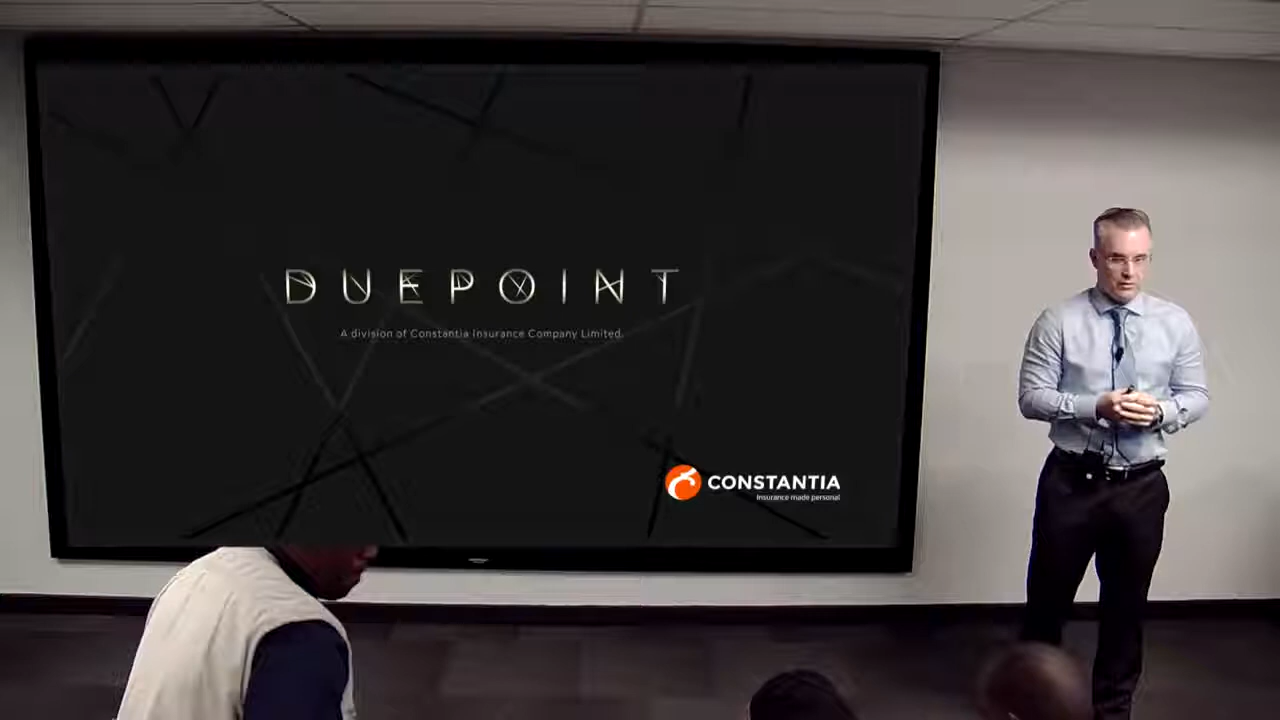 DUEPOINT
A division of Constantia Insurance Company Limited.
CONSTANTIA
Insurance made personal